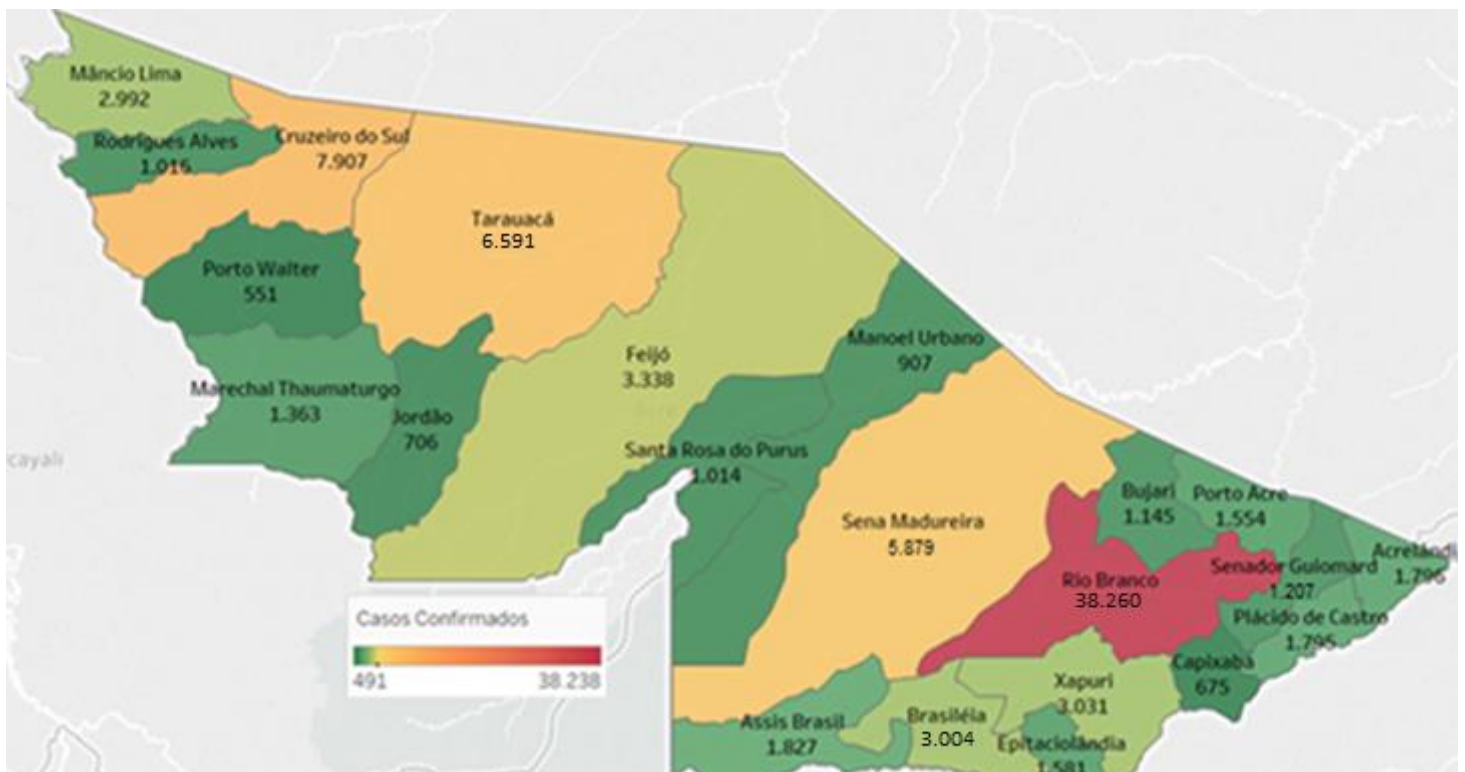 Mâncio Lima
2.992
Rodrigues Alves
1.016
Cruzeiro do Sul
7.907
Tarauacá
6.591
Porto Walter
551
Marechal Thaumaturgo
1.363
Jordão
706
Feijó
3.338
Manoel Urbano
907
Santa Rosa do Purus
1.014
Sena Madureira
5.879
Bujari
1.145
Porto Acre
1.554
Acrelândi
1.796
Senador Guiomard
1.207
Rio Branco
38.260
Plácido de Castro
1.795
Capixaba
675
Xapuri
3.031
Assis Brasil
1.827
Brasiléia
3.004
Epitaciolândia
1.581
cayali
Casos Confirmados
491 38.238